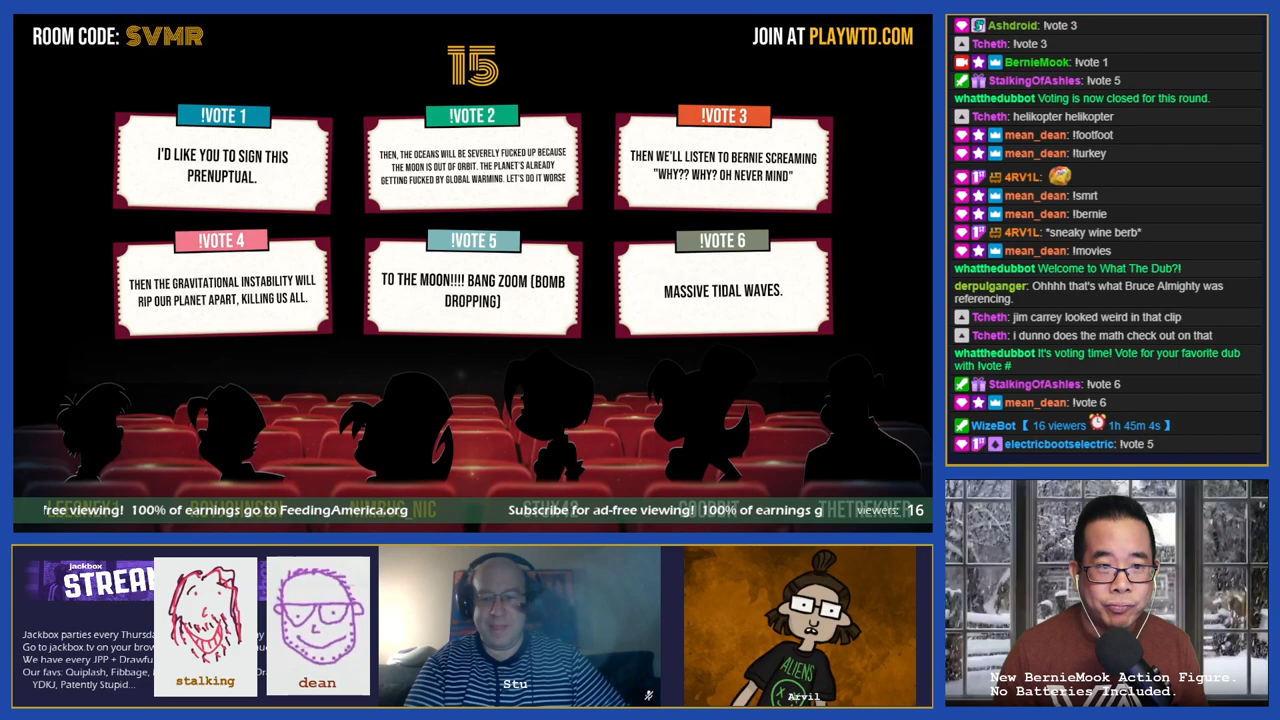 ROOM CODE: SVMR
15
JOIN AT PLAYWTD.COM
!VOTE 1
I'D LIKE YOU TO SIGN THIS
PRENUPTUAL.
!VOTE 2
THEN, THE OCEANS WILL BE SEVERELY FUCKED UP BECAUSE
THE MOON IS OUT OF ORBIT. THE PLANET'S ALREADY
GETTING FUCKED BY GLOBAL WARMING. LET'S DO IT WORSE
!VOTE 3
THEN WE'LL LISTEN TO BERNIE SCREAMING
"WHY?? WHY? OH NEVER MIND"
!VOTE 4
THEN THE GRAVITATIONAL INSTABILITY WILL
RIP OUR PLANET APART, KILLING US ALL.
!VOTE 5
TO THE MOON!!!! BANG ZOOM (BOMB
DROPPING)
!VOTE 6
MASSIVE TIDAL WAVES.
free viewing! 100% of earnings go to FeedingAmerica.org
Subscribe for ad-free viewing! 100% of earnings g
viewers: 16
NIMBUS_NIC
STUX42
THETREKNER
Ashdroid: !vote 3
Tcheth: !vote 3
BernieMook: !vote 1
StalkingOfAshles: !vote 5
whatthedubbot Voting is now closed for this round.
Tcheth: helikopter helikopter
mean_dean: !footfoot
mean_dean: !turkey
4RV1L:
mean_dean: !smrt
mean_dean: !bernie
4RV1L: *sneaky wine berb*
mean_dean: !movies
whatthedubbot Welcome to What The Dub?!
derpulganger: Ohhhh that's what Bruce Almighty was
referencing.
Tcheth: jim carrey looked weird in that clip
Tcheth: i dunno does the math check out on that
whatthedubbot It's voting time! Vote for your favorite dub
with !vote #
StalkingOfAshles: !vote 6
mean_dean: !vote 6
WizeBot 【 16 viewers 1h 45m 4s 】
electricbootselectric: !vote 5
jackbox
STREA
Jackbox parties every Thursda
Go to jackbox.tv on your brow
We have every JPP + Drawfu
Our favs: Quiplash, Fibbage,
YDKJ, Patently Stupid...
stalking
dean
Stu
ALIENS
Arvil
New BernieMook Action Figure.
No Batteries Included.